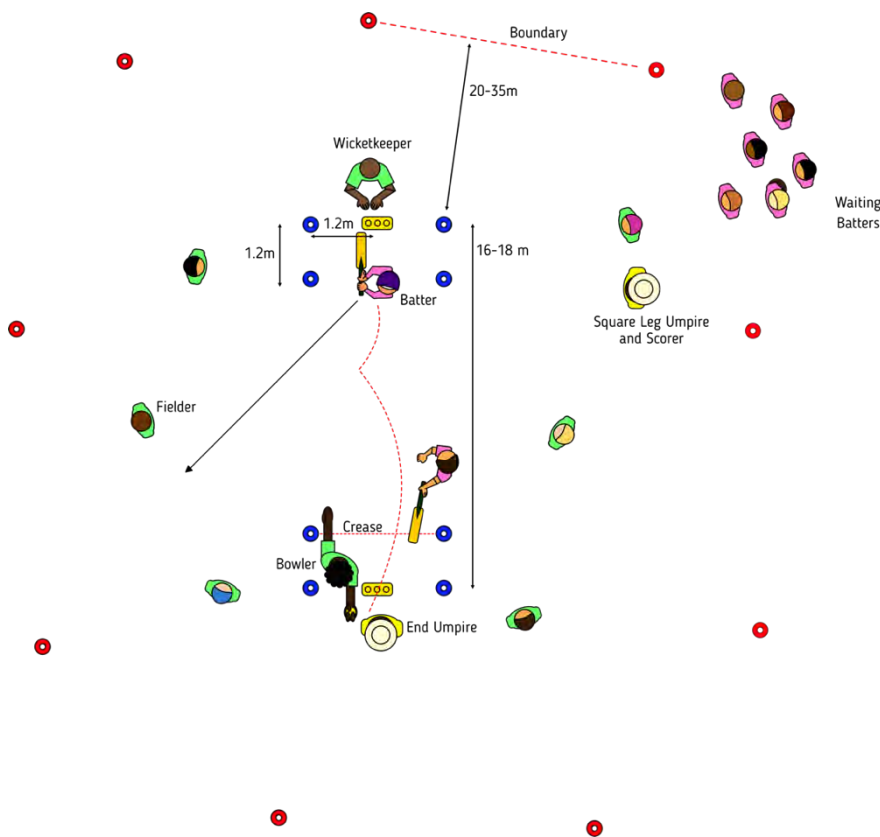 Boundary
20-35m
Wicketkeeper
Waiting
Batters
1.2m
1.2m
16-18 m
Batter
Square Leg Umpire
and Scorer
Fielder
Crease
Bowler
End Umpire